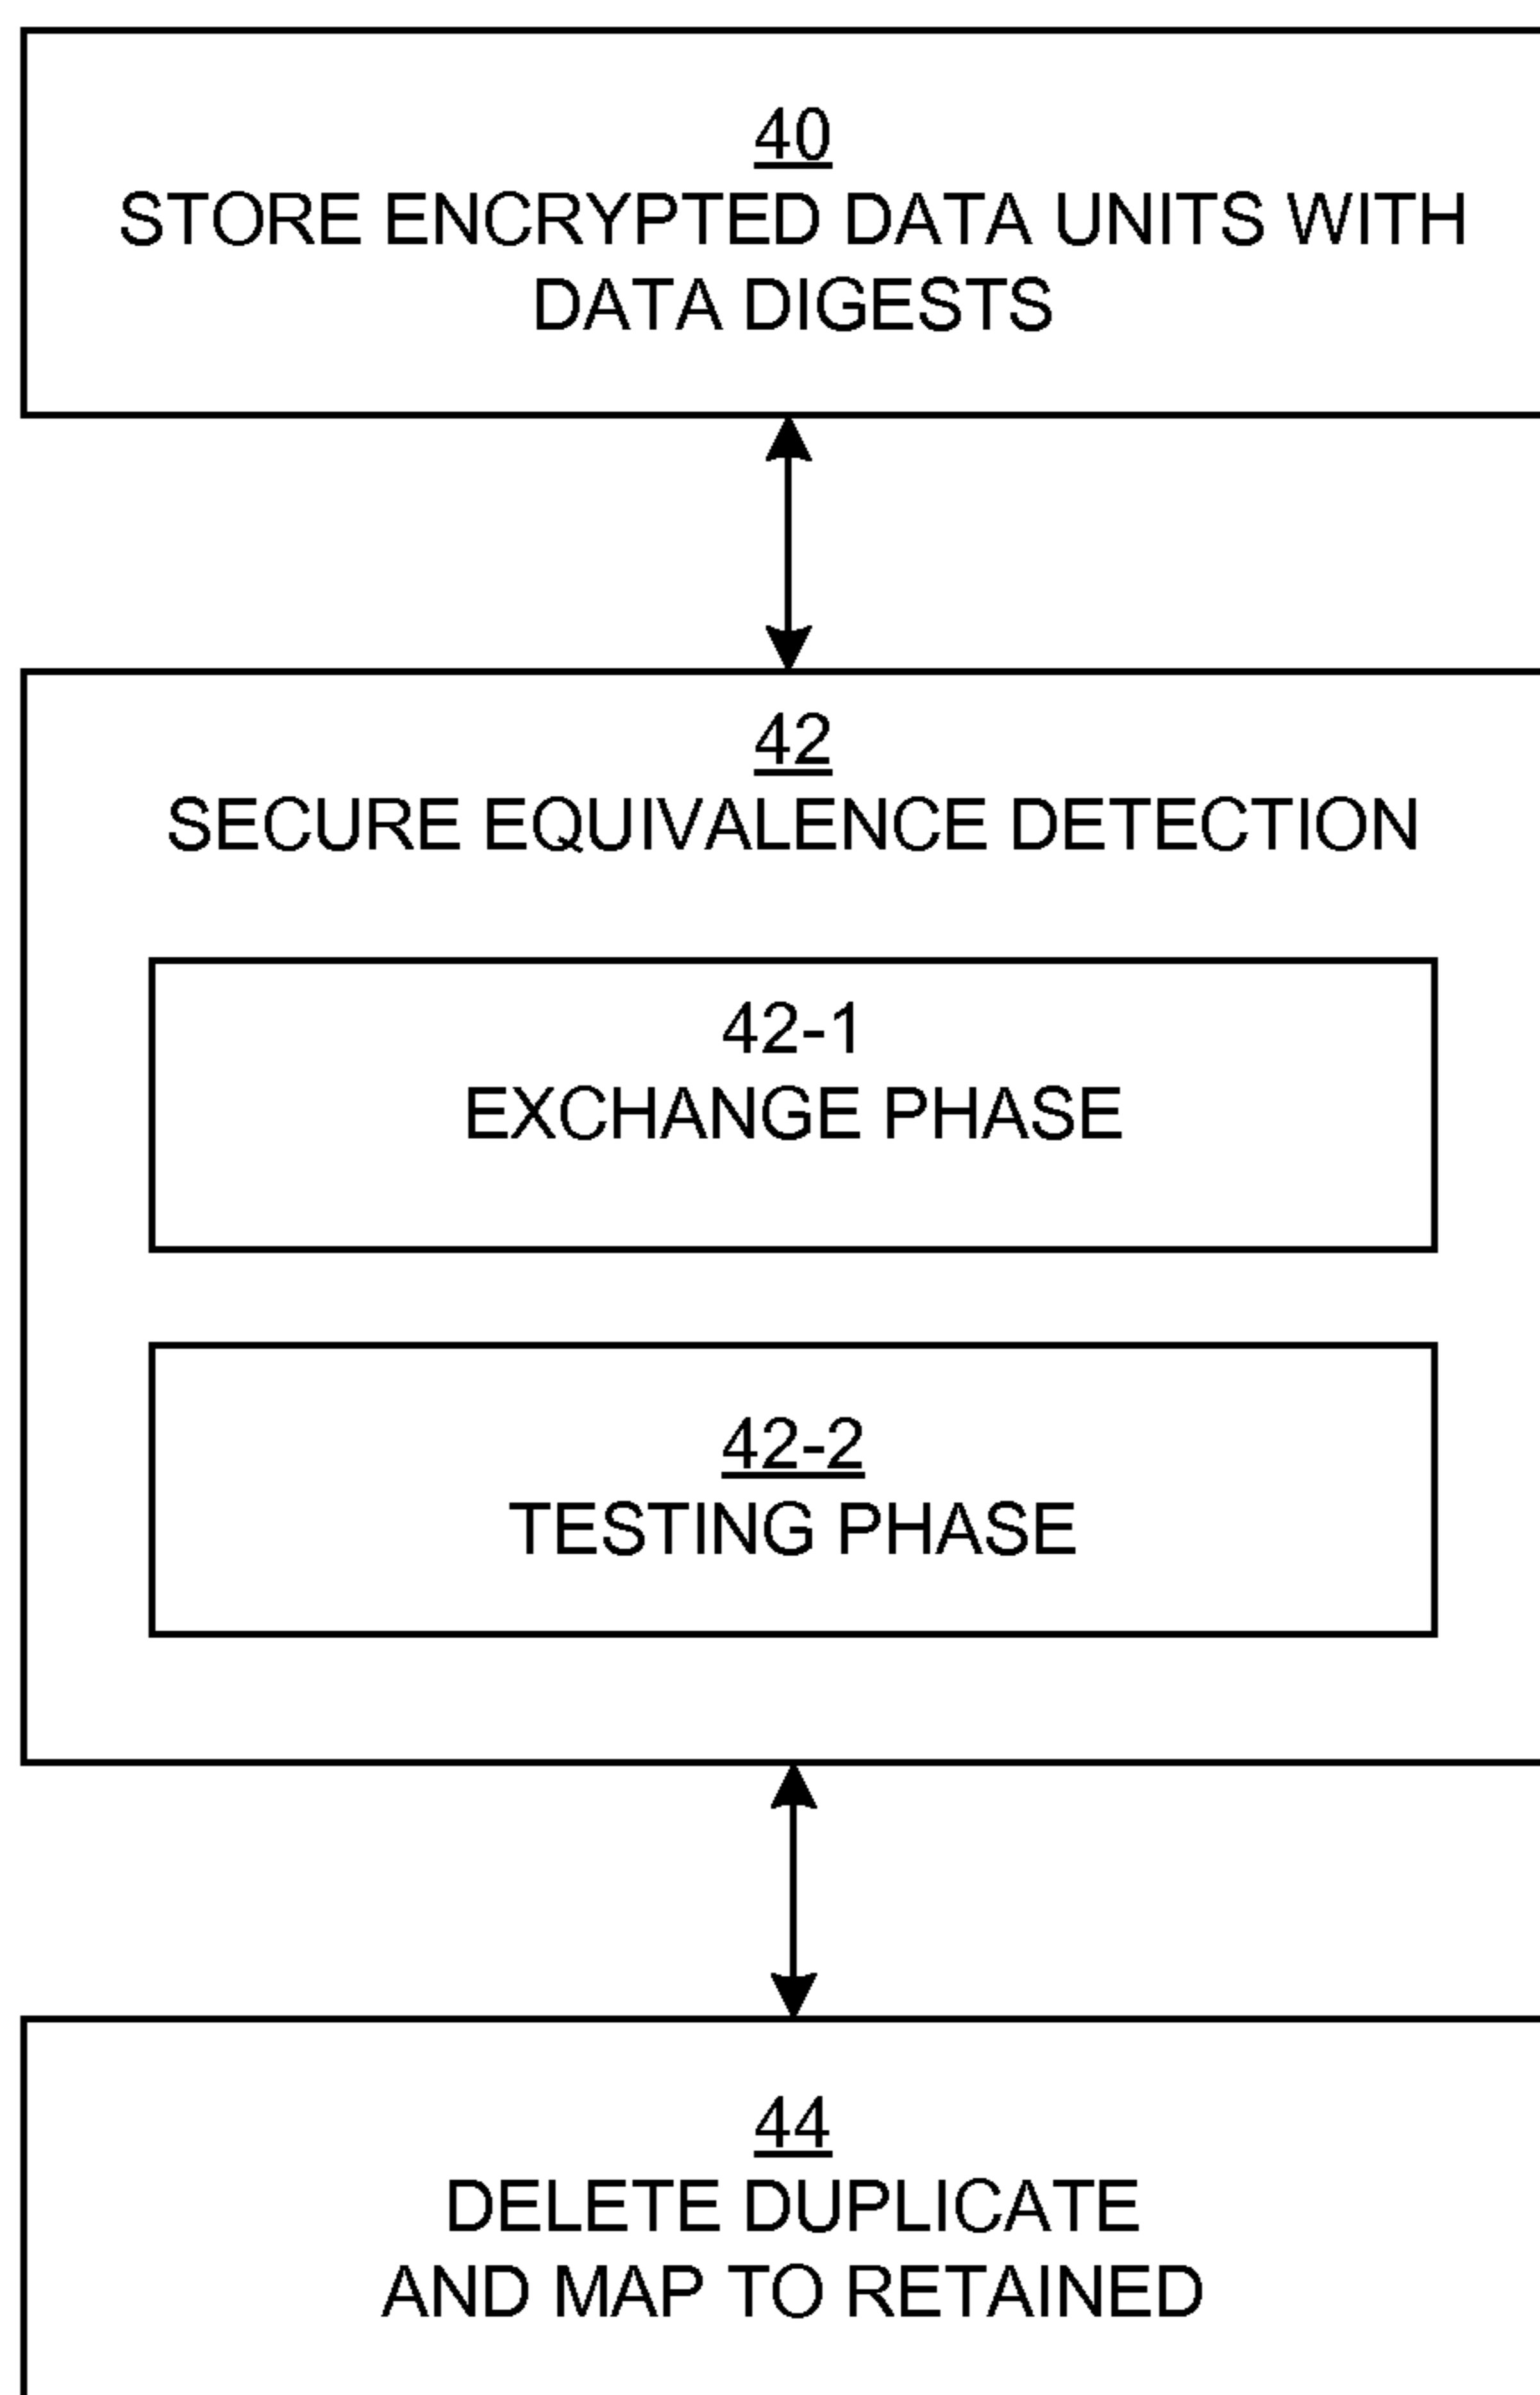 40
STORE ENCRYPTED DATA UNITS WITH
DATA DIGESTS
42
SECURE EQUIVALENCE DETECTION
42-1
EXCHANGE PHASE
42-2
TESTING PHASE
44
DELETE DUPLICATE
AND MAP TO RETAINED